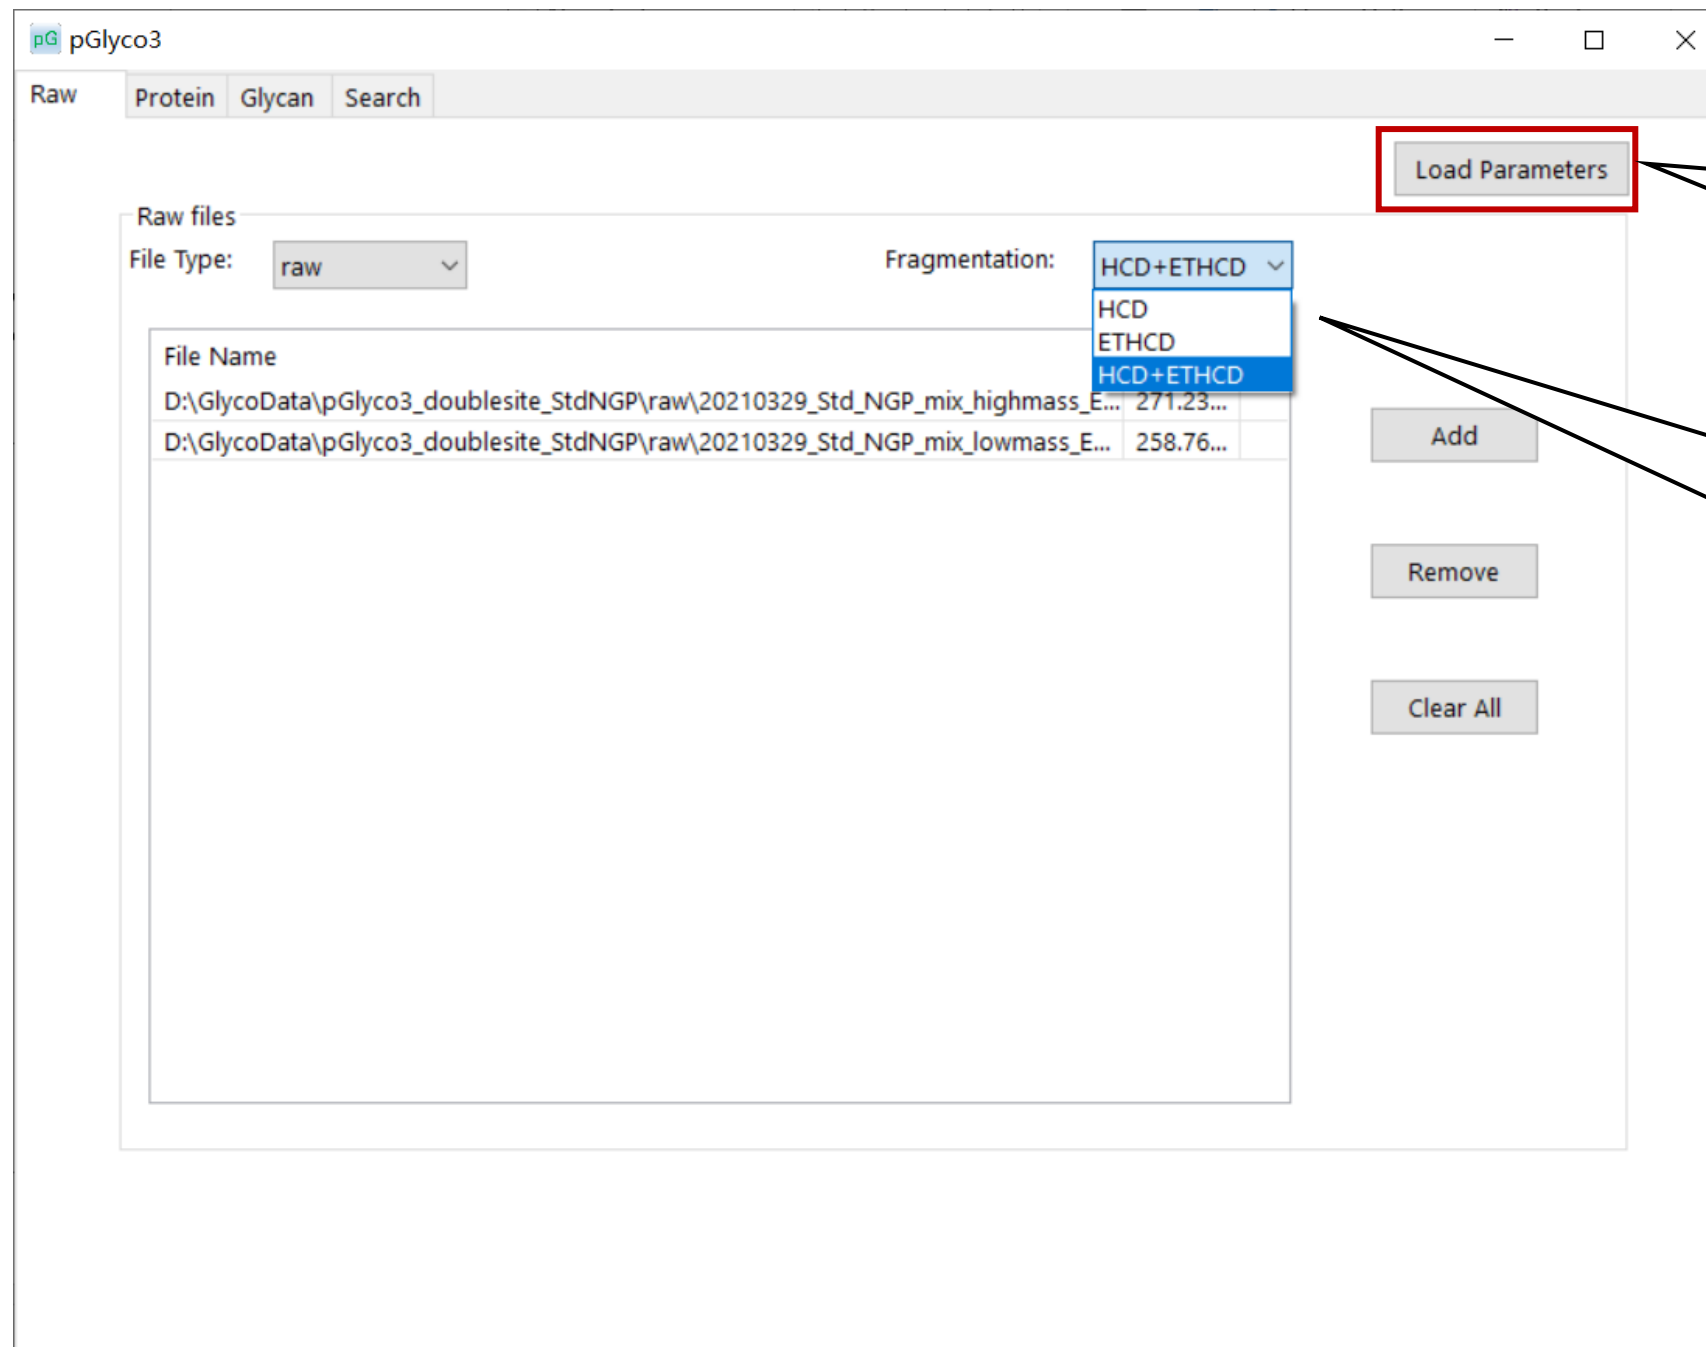 pG pGlyco3
Raw Protein Glycan Search
Load Parameters
Raw files
File Type: raw Fragmentation: HCD+ETHCD
HCD
ETHCD
HCD+ETHCD
File Name
D:\GlycoData\pGlyco3_doublesite_StdNGP\raw\20210329_Std_NGP_mix_highmass_E... 271.23...
D:\GlycoData\pGlyco3_doublesite_StdNGP\raw\20210329_Std_NGP_mix_lowmass_E... 258.76...
Add
Remove
Clear All